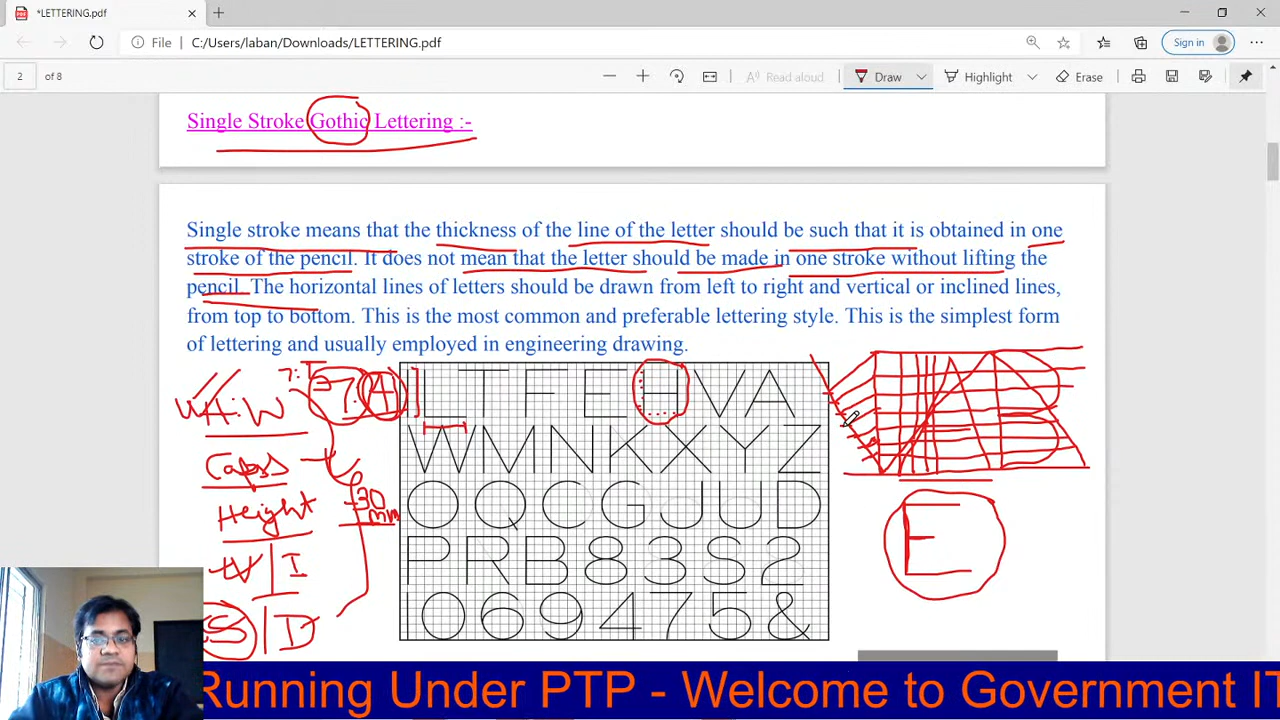 *LETTERING.pdf
File C:/Users/laban/Downloads/LETTERING.pdf
Sign in
2 of 8
Read aloud Draw Highlight Erase
Single Stroke Gothic Lettering :-
Single stroke means that the thickness of the line of the letter should be such that it is obtained in one
stroke of the pencil. It does not mean that the letter should be made in one stroke without lifting the
pencil. The horizontal lines of letters should be drawn from left to right and vertical or inclined lines,
from top to bottom. This is the most common and preferable lettering style. This is the simplest form
of lettering and usually employed in engineering drawing.
L T F E H V A
W M N K X Y Z
O Q C G J U D
P R B 8 3 S 2
1 0 6 9 4 7 5 &
7:4
Height
30
mm
I
S | D
E
Running Under PTP - Welcome to Government IT